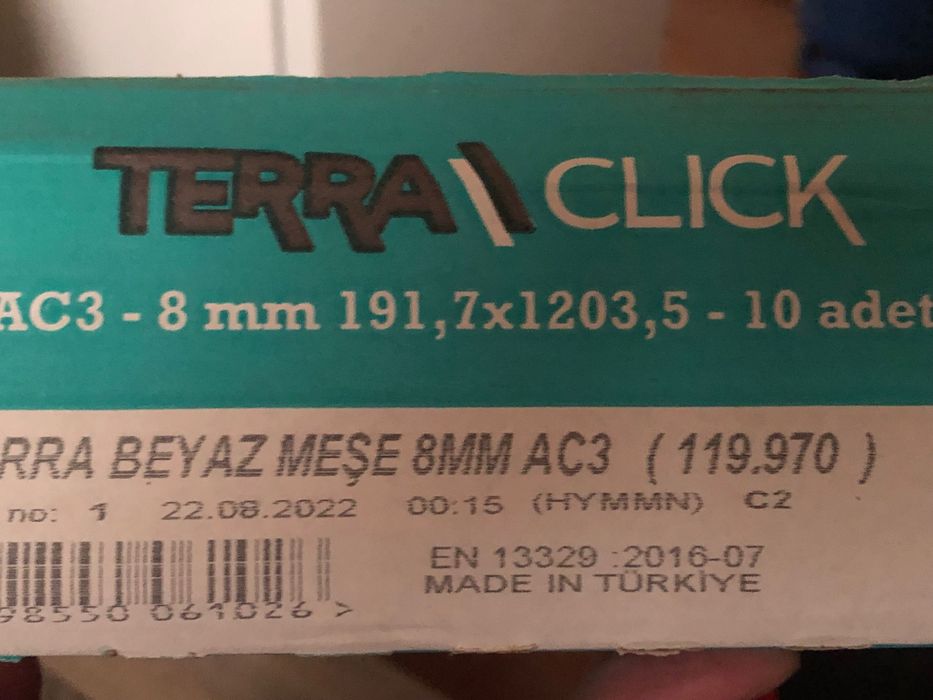 TERRA CLICK
AC3 - 8 mm 191,7x1203,5 - 10 adet
RRA BEYAZ MEŞE 8MM AC3 ( 119.970 )
no: 1 22.08.2022 00:15 (HYMMN) C2
EN 13329 :2016-07
MADE IN TÜRKİYE
98550 061026 >